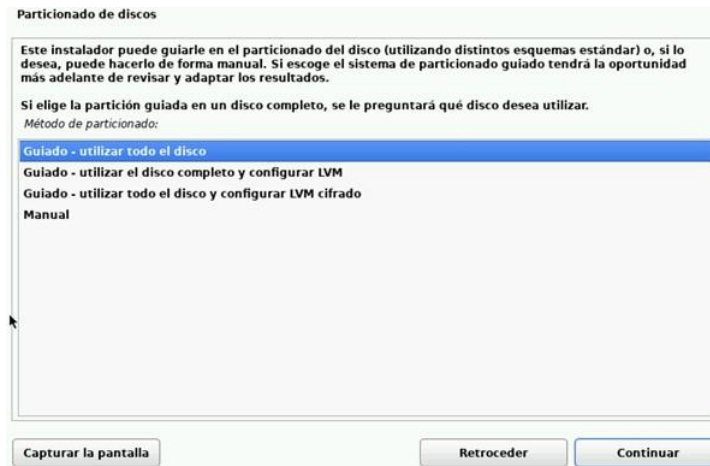 Particionado de discos
Este instalador puede guiarle en el particionado del disco (utilizando distintos esquemas estándar) o, si lo
desea, puede hacerlo de forma manual. Si escoge el sistema de particionado guiado tendrá la oportunidad
más adelante de revisar y adaptar los resultados.
Si elige la partición guiada en un disco completo, se le preguntará qué disco desea utilizar.
Método de particionado:
Guiado - utilizar todo el disco
Guiado - utilizar el disco completo y configurar LVM
Guiado - utilizar todo el disco y configurar LVM cifrado
Manual
Capturar la pantalla
Retroceder
Continuar